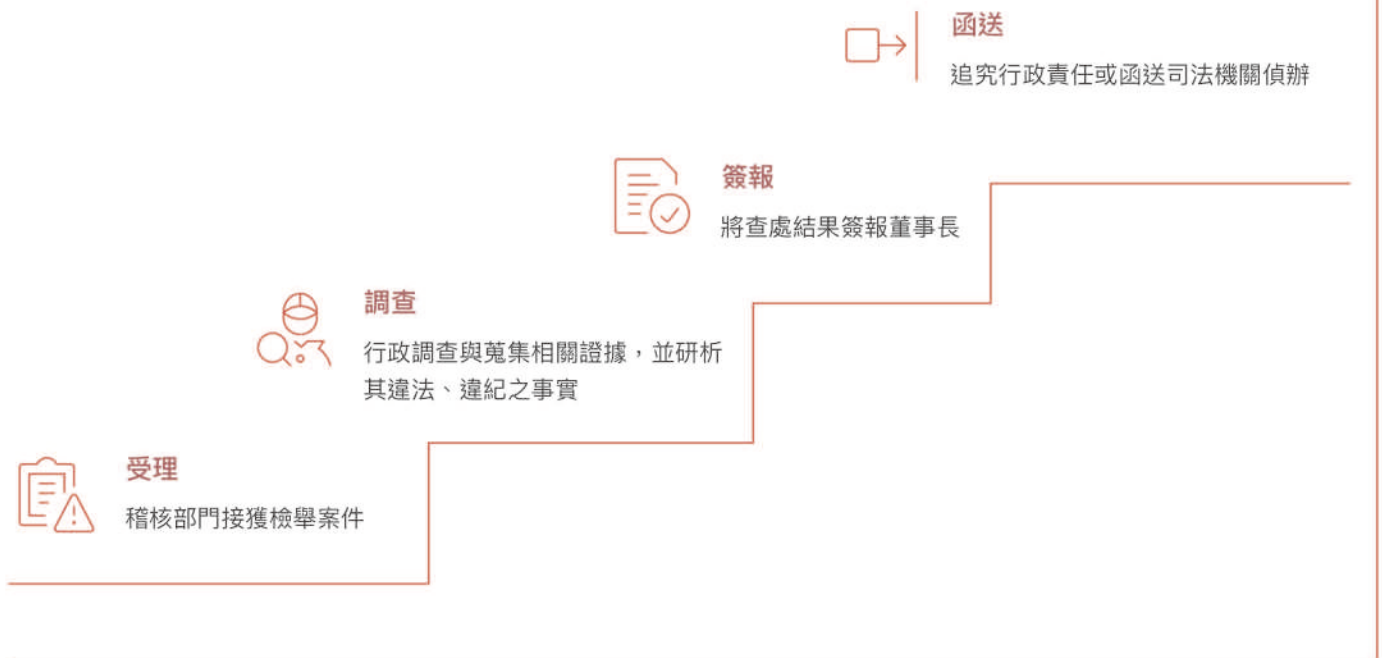 函送
追究行政責任或函送司法機關偵辦
簽報
將查處結果簽報董事長
調查
行政調查與蒐集相關證據，並研析
其違法、違紀之事實
受理
稽核部門接獲檢舉案件